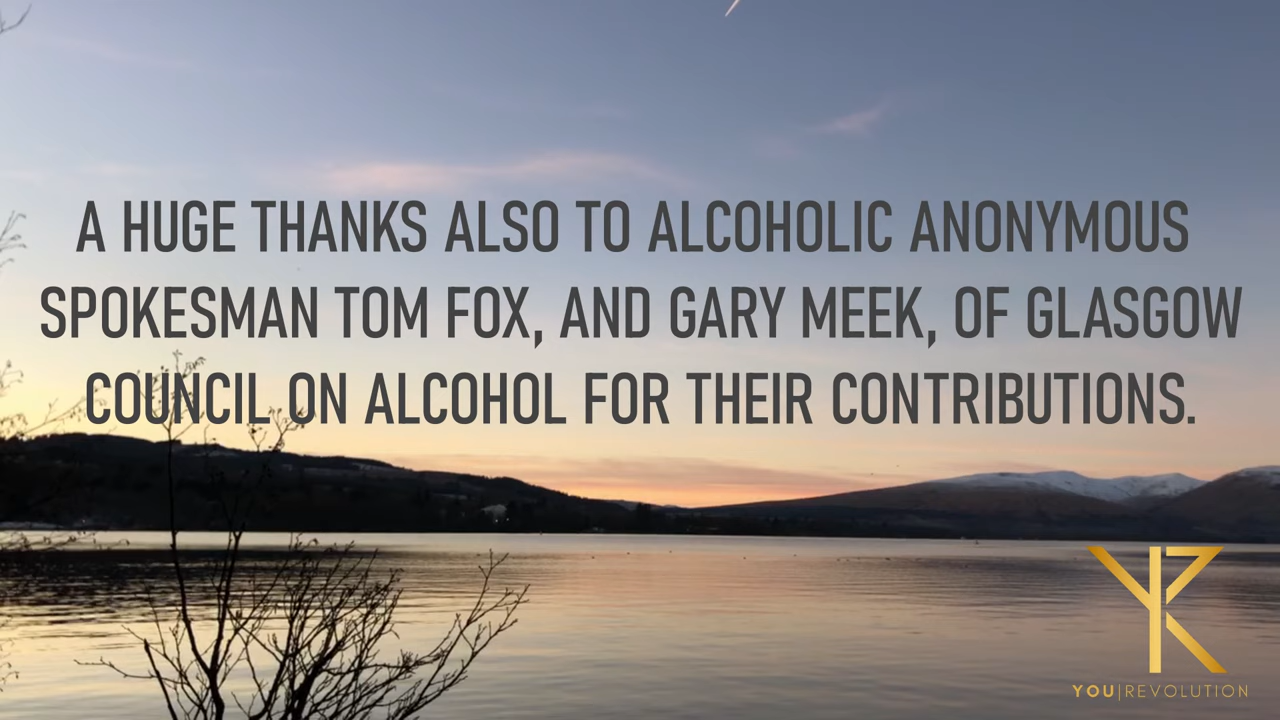 A HUGE THANKS ALSO TO ALCOHOLIC ANONYMOUS
SPOKESMAN TOM FOX, AND GARY MEEK, OF GLASGOW
COUNCIL ON ALCOHOL FOR THEIR CONTRIBUTIONS.
YR
YOU|REVOLUTION